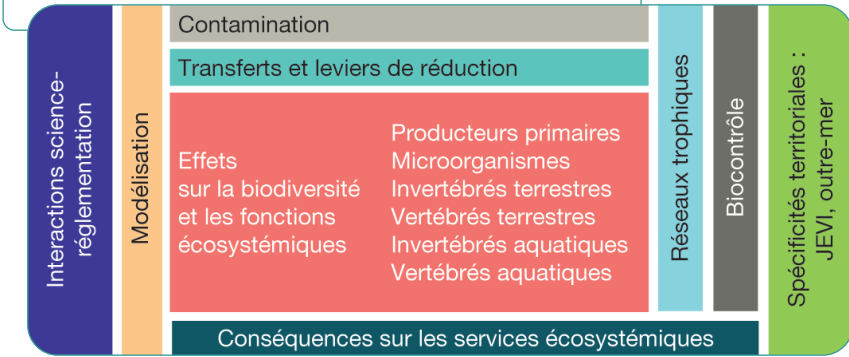 Interactions science-
réglementation
Modélisation
Contamination
Transferts et leviers de réduction
Effets
sur la biodiversité
et les fonctions
écosystémiques
Producteurs primaires
Microorganismes
Invertébrés terrestres
Vertébrés terrestres
Invertébrés aquatiques
Vertébrés aquatiques
Réseaux trophiques
Biocontrôle
Spécificités territoriales :
JEVI, outre-mer
Conséquences sur les services écosystémiques